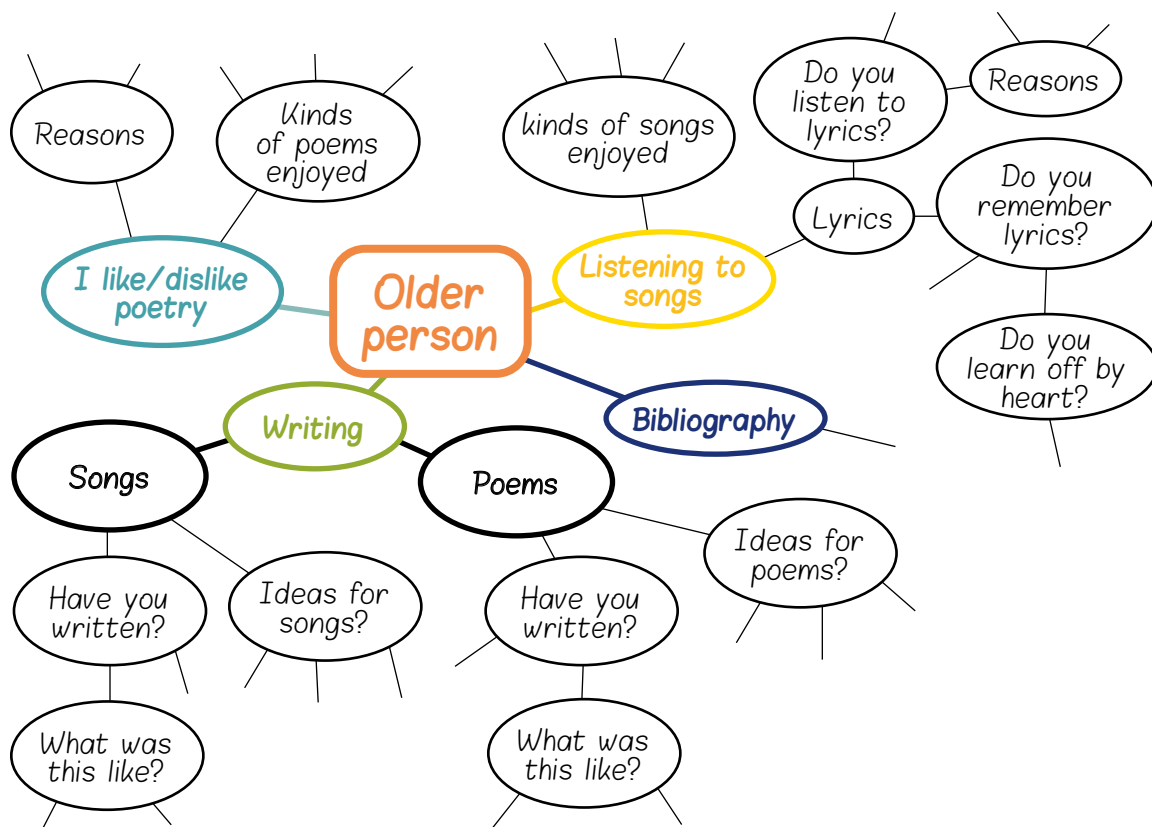 Reasons
Kinds
of poems
enjoyed
kinds of songs
enjoyed
Do you
listen to
lyrics?
Reasons
Lyrics
Do you
remember
lyrics?
Do you
learn off by
heart?
I like/dislike
poetry
Older
person
Listening to
songs
Writing
Bibliography
Songs
Poems
Have you
written?
Ideas for
songs?
Have you
written?
Ideas for
poems?
What was
this like?
What was
this like?